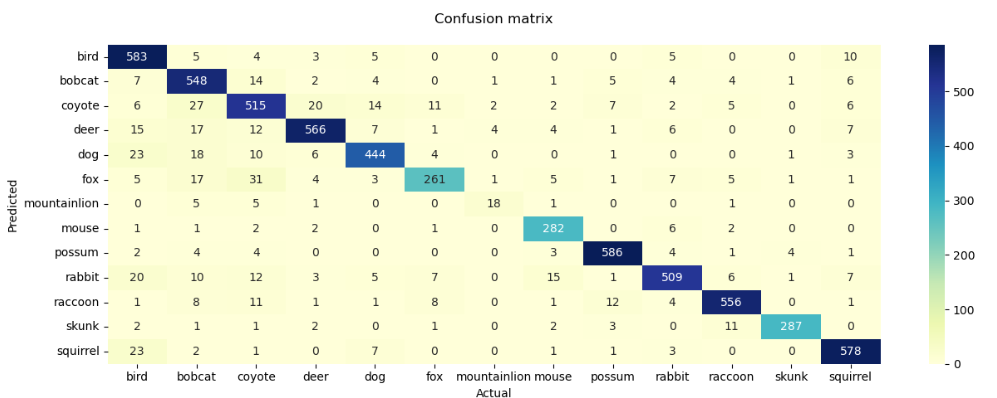 Confusion matrix
bird 583 5 4 3 5 0 0 0 0 5 0 0 10
bobcat 7 548 14 2 4 0 1 1 5 4 4 1 6
coyote 6 27 515 20 14 11 2 2 7 2 5 0 6
deer 15 17 12 566 7 1 4 4 1 6 0 0 7
dog 23 18 10 6 444 4 0 0 1 0 0 1 3
fox 5 17 31 4 3 261 1 5 1 7 5 1 1
mountainlion 0 5 5 1 0 0 18 1 0 0 1 0 0
mouse 1 1 2 2 0 1 0 282 0 6 2 0 0
possum 2 4 4 0 0 0 0 3 586 4 1 4 1
rabbit 20 10 12 3 5 7 0 15 1 509 6 1 7
raccoon 1 8 11 1 1 8 0 1 12 4 556 0 1
skunk 2 1 1 2 0 1 0 2 3 0 11 287 0
squirrel 23 2 1 0 7 0 0 1 1 3 0 0 578
bird bobcat coyote deer dog fox mountainlion mouse possum rabbit raccoon skunk squirrel
Actual
Predicted
500
400
300
200
100
0